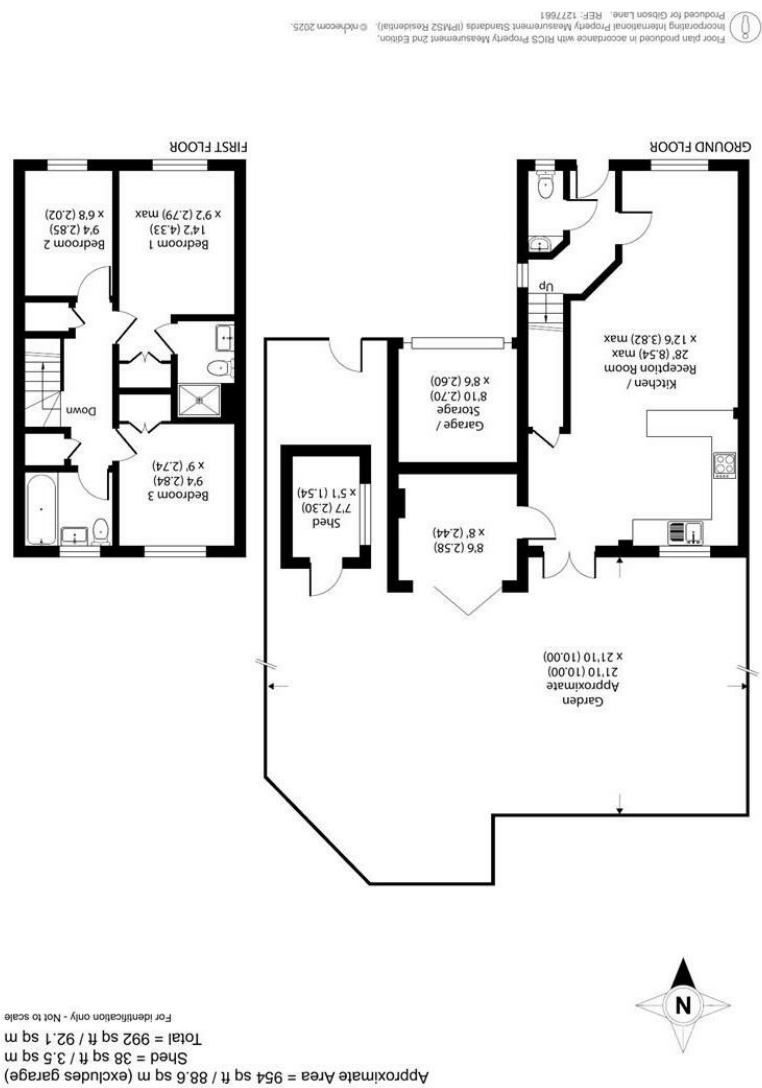 Approximate Area = 954 sq ft / 88.6 sq m (excludes garage)
Shed = 38 sq ft / 3.5 sq m
Total = 992 sq ft / 92.1 sq m
For identification only - Not to scale
N
Garden
Approximate
21'10 (10.00)
x 21'10 (10.00)
8'6 (2.58)
x 8' (2.44)
Shed
7'7 (2.30)
x 5'1 (1.54)
Garage /
Storage
8'10 (2.70)
x 8'6 (2.60)
Kitchen /
Reception Room
28' (8.54) max
x 12'6 (3.82) max
Up
GROUND FLOOR
Bedroom 3
9'4 (2.84)
x 9' (2.74)
Down
Bedroom 1
14'2 (4.33)
x 9'2 (2.79) max
Bedroom 2
9'4 (2.85)
x 6'8 (2.02)
FIRST FLOOR
Floor plan produced in accordance with RICS Property Measurement 2nd Edition,
Incorporating International Property Measurement Standards (IPMS2 Residential). © nichecom 2025.
Produced for Gibson Lane. REF: 1277661